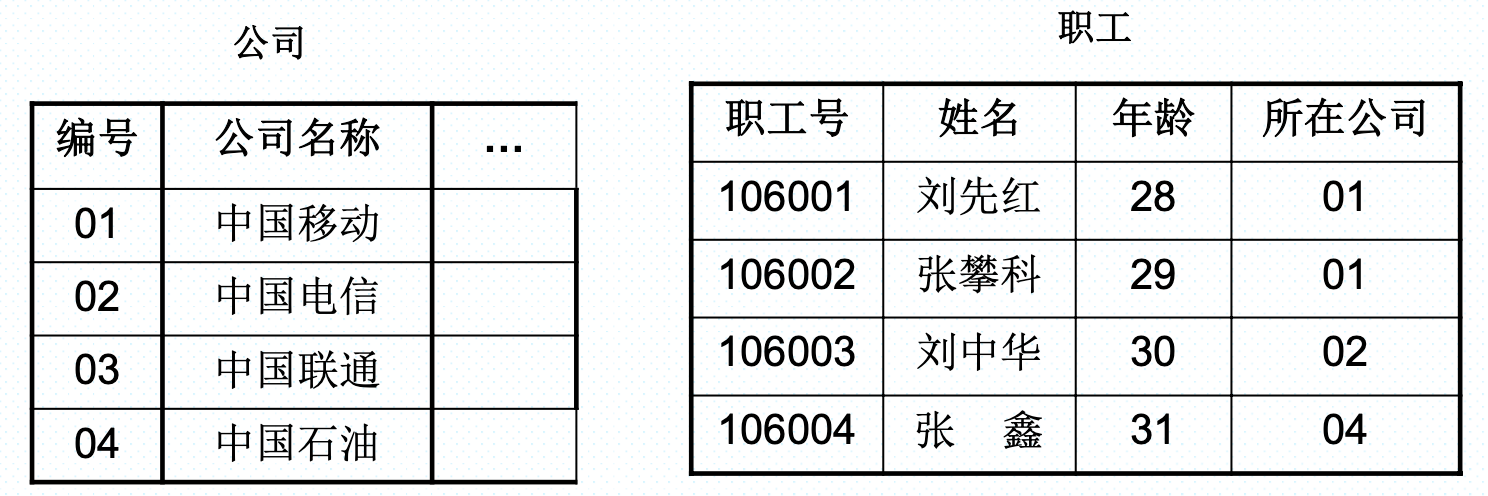 公司
编号 公司名称 ...
01 中国移动
02 中国电信
03 中国联通
04 中国石油
职工
职工号 姓名 年龄 所在公司
106001 刘先红 28 01
106002 张攀科 29 01
106003 刘中华 30 02
106004 张 鑫 31 04